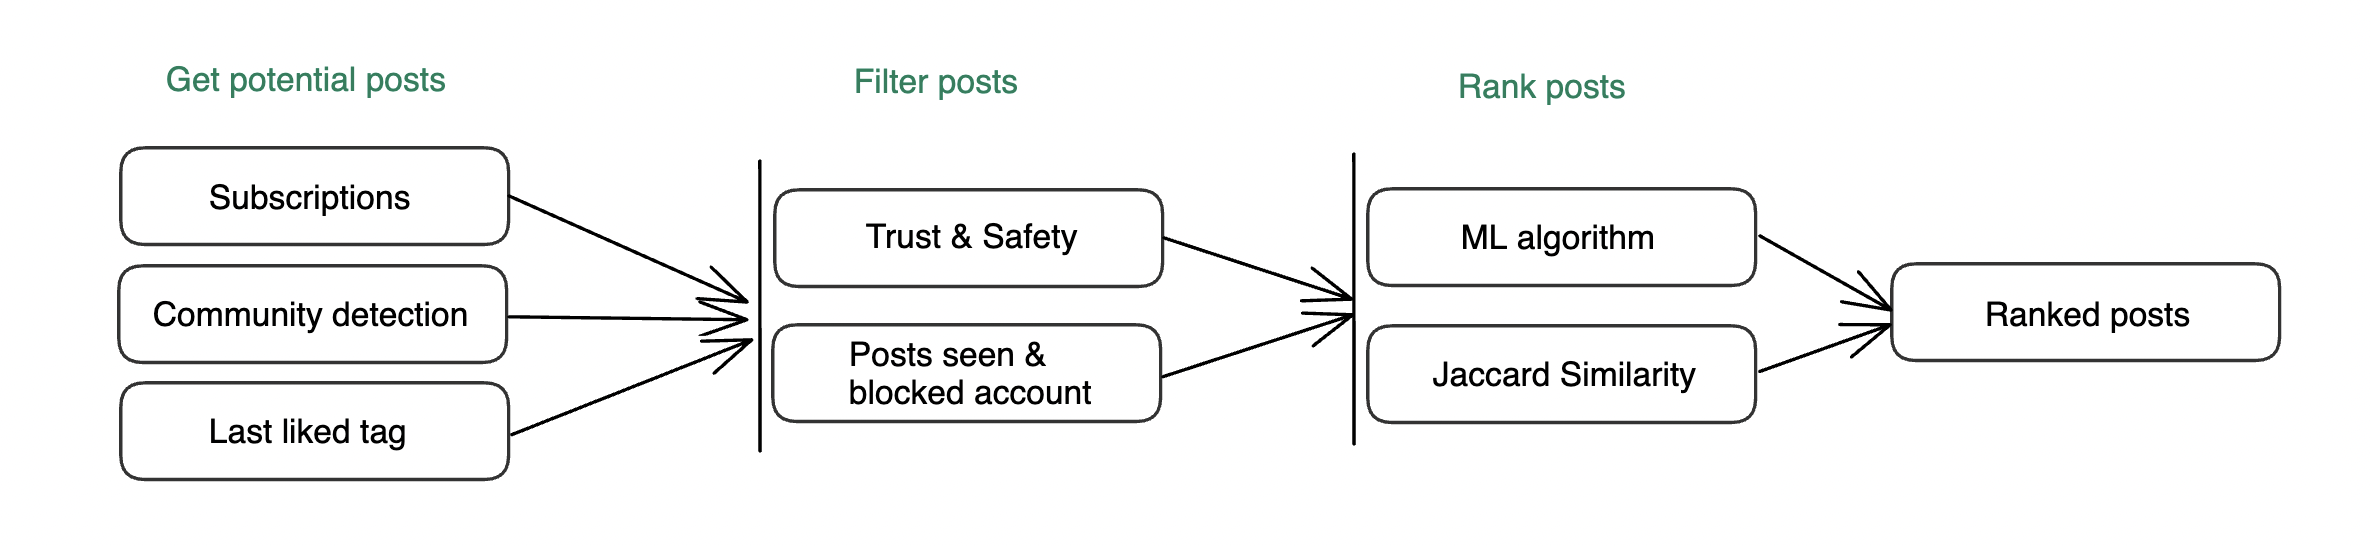 Get potential posts
Filter posts
Rank posts
Subscriptions
Community detection
Last liked tag
Trust & Safety
Posts seen &
blocked account
ML algorithm
Jaccard Similarity
Ranked posts